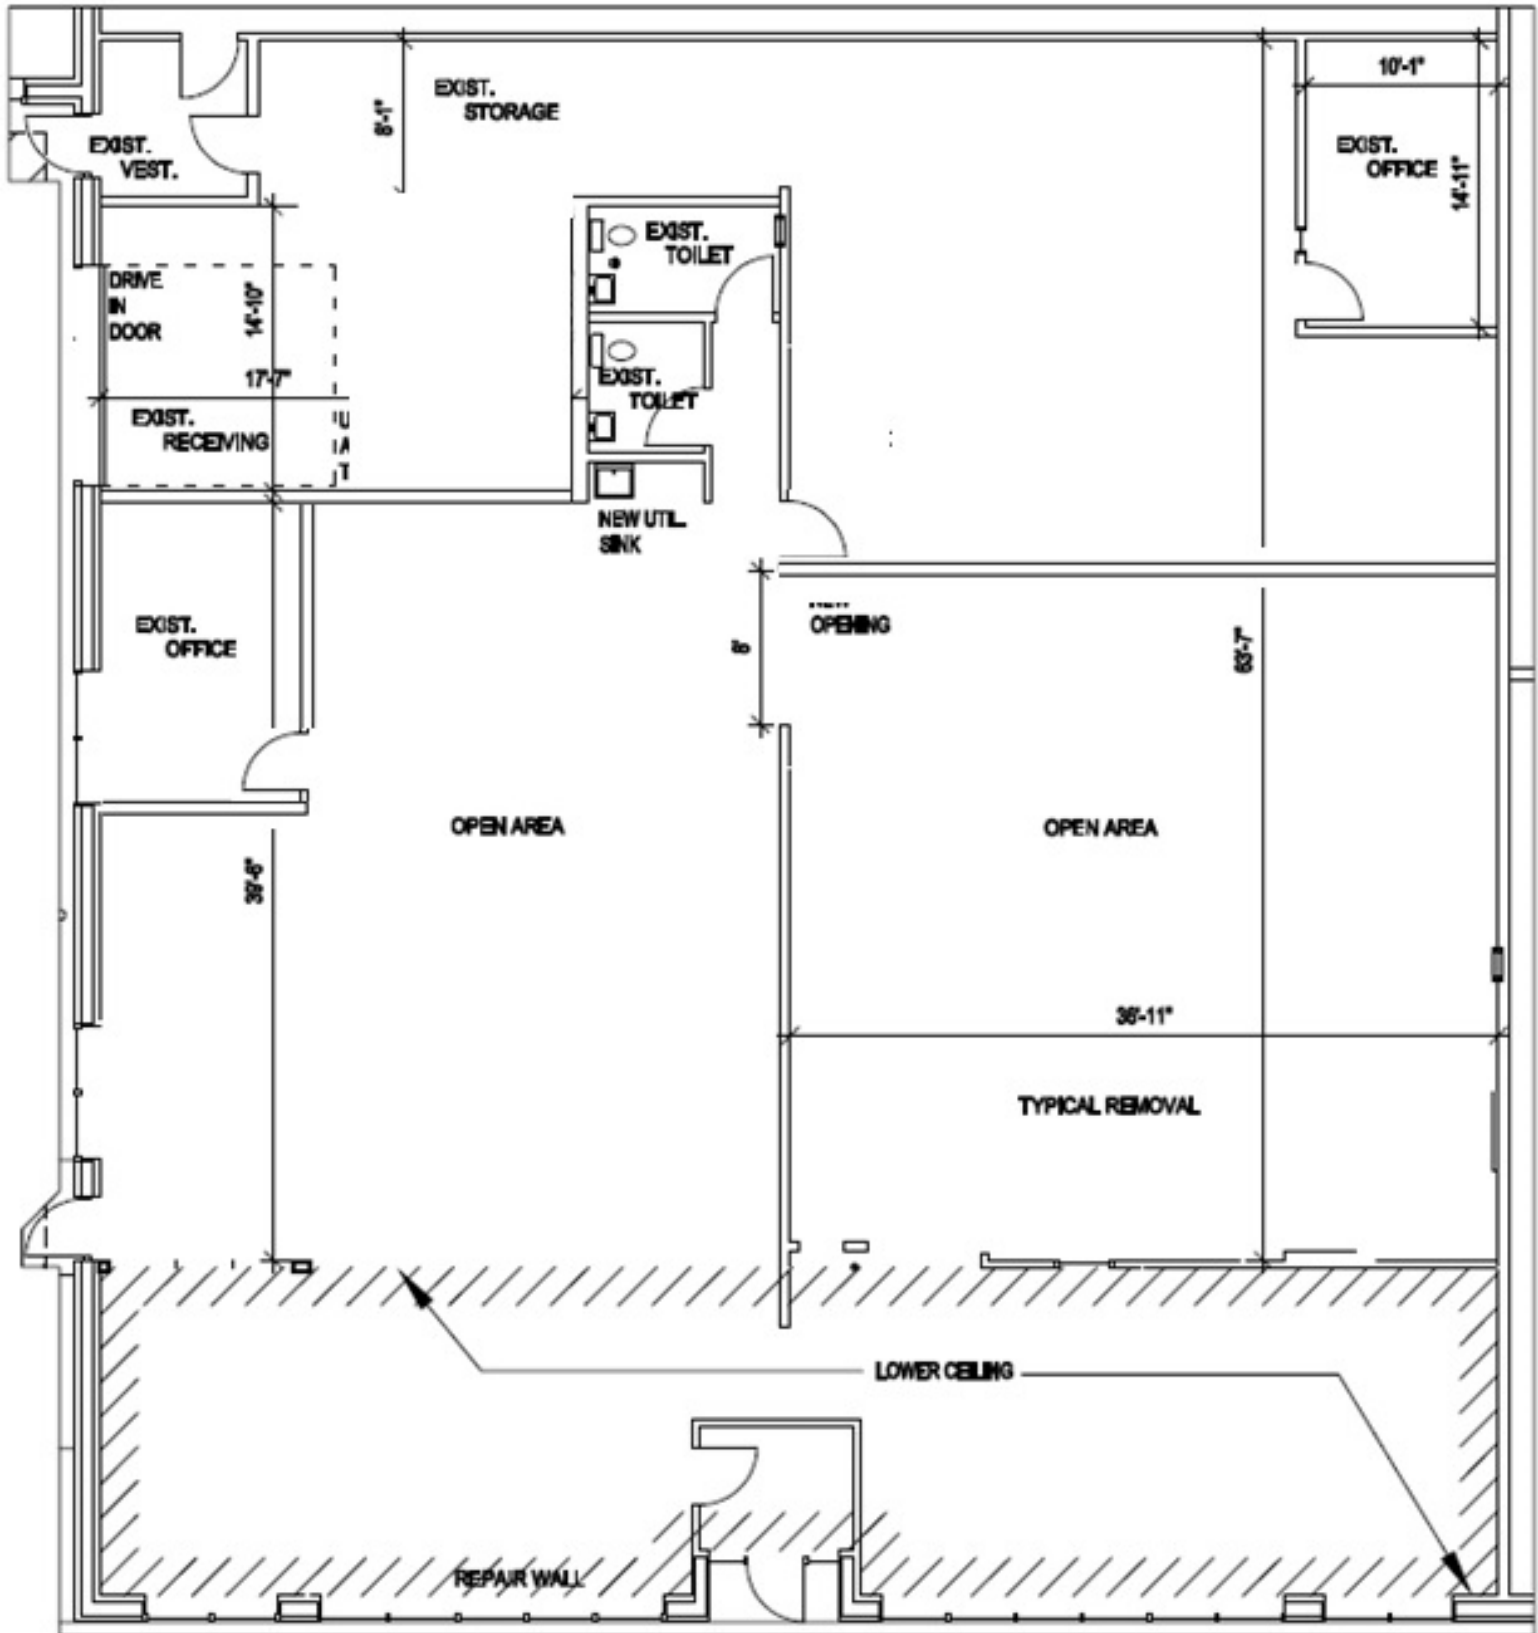 10'-1"
EXIST.
STORAGE
8'-1"
EXIST.
VEST.
EXIST.
OFFICE
14'-11"
EXIST.
TOILET
DRIVE
IN
DOOR
14'-10"
17'-7"
EXIST.
TOILET
EXIST.
RECEIVING
U
A
T
NEW UTIL.
SINK
EXIST.
OFFICE
8'
OPENING
63'-7"
OPEN AREA
OPEN AREA
39'-6"
36'-11"
TYPICAL REMOVAL
LOWER CEILING
REPAIR WALL